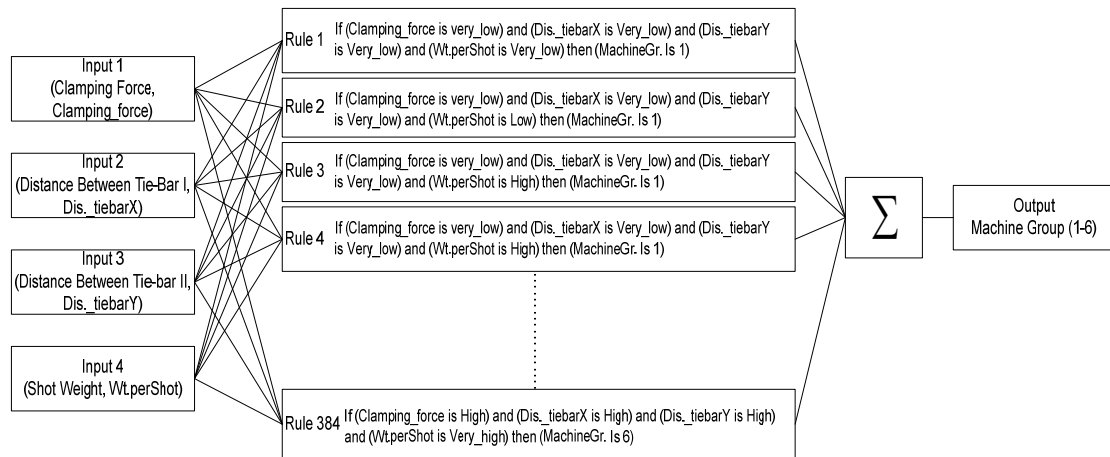 Input 1
(Clamping Force,
Clamping_force)
Input 2
(Distance Between Tie-Bar I,
Dis._tiebarX)
Input 3
(Distance Between Tie-bar II,
Dis._tiebarY)
Input 4
(Shot Weight, Wt.perShot)
Rule 1
If (Clamping_force is very_low) and (Dis._tiebarX is Very_low) and (Dis._tiebarY
is Very_low) and (Wt.perShot is Very_low) then (MachineGr. Is 1)
Rule 2
If (Clamping_force is very_low) and (Dis._tiebarX is Very_low) and (Dis._tiebarY
is Very_low) and (Wt.perShot is Low) then (MachineGr. Is 1)
Rule 3
If (Clamping_force is very_low) and (Dis._tiebarX is Very_low) and (Dis._tiebarY
is Very_low) and (Wt.perShot is High) then (MachineGr. Is 1)
Rule 4
If (Clamping_force is very_low) and (Dis._tiebarX is Very_low) and (Dis._tiebarY
is Very_low) and (Wt.perShot is High) then (MachineGr. Is 1)
Rule 384
If (Clamping_force is High) and (Dis._tiebarX is High) and (Dis._tiebarY is High)
and (Wt.perShot is Very_high) then (MachineGr. Is 6)
∑
Output
Machine Group (1-6)